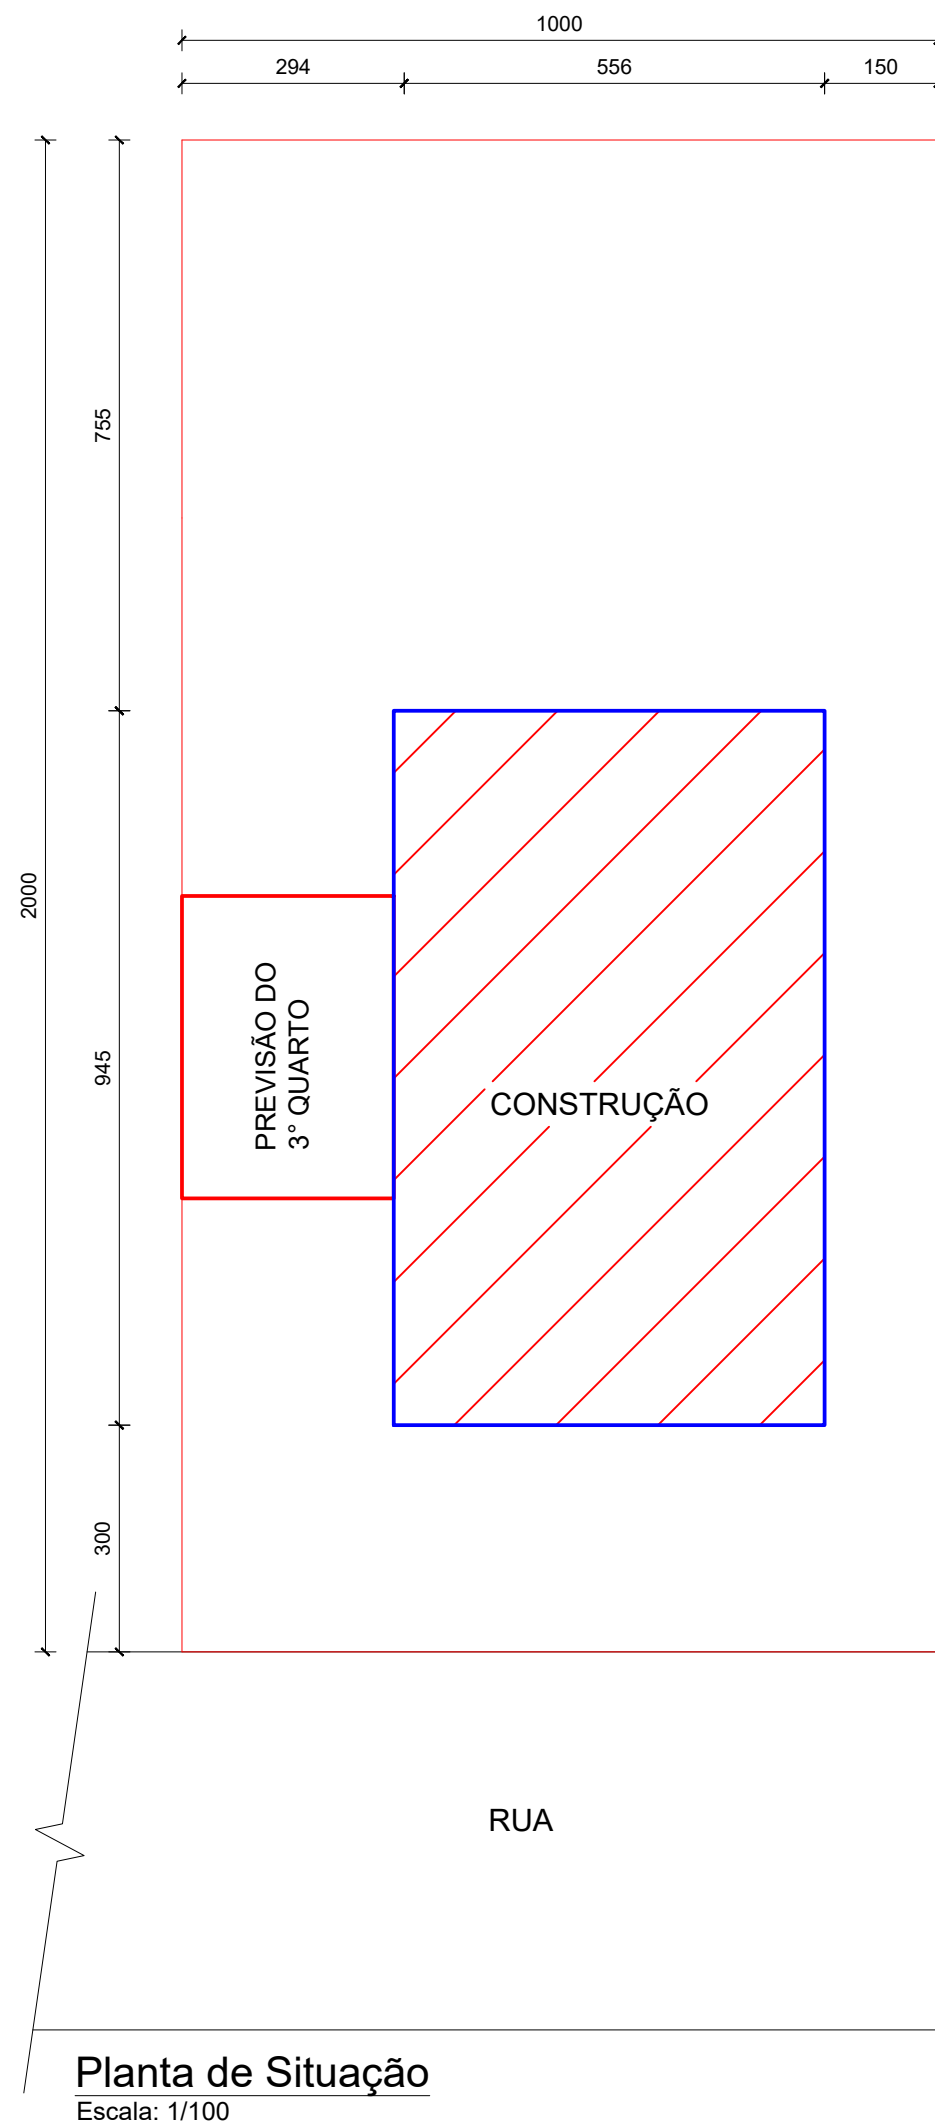 1000
294
556
150
755
2000
945
300
PREVISÃO DO
3° QUARTO
CONSTRUÇÃO
RUA
Planta de Situação
Escala: 1/100